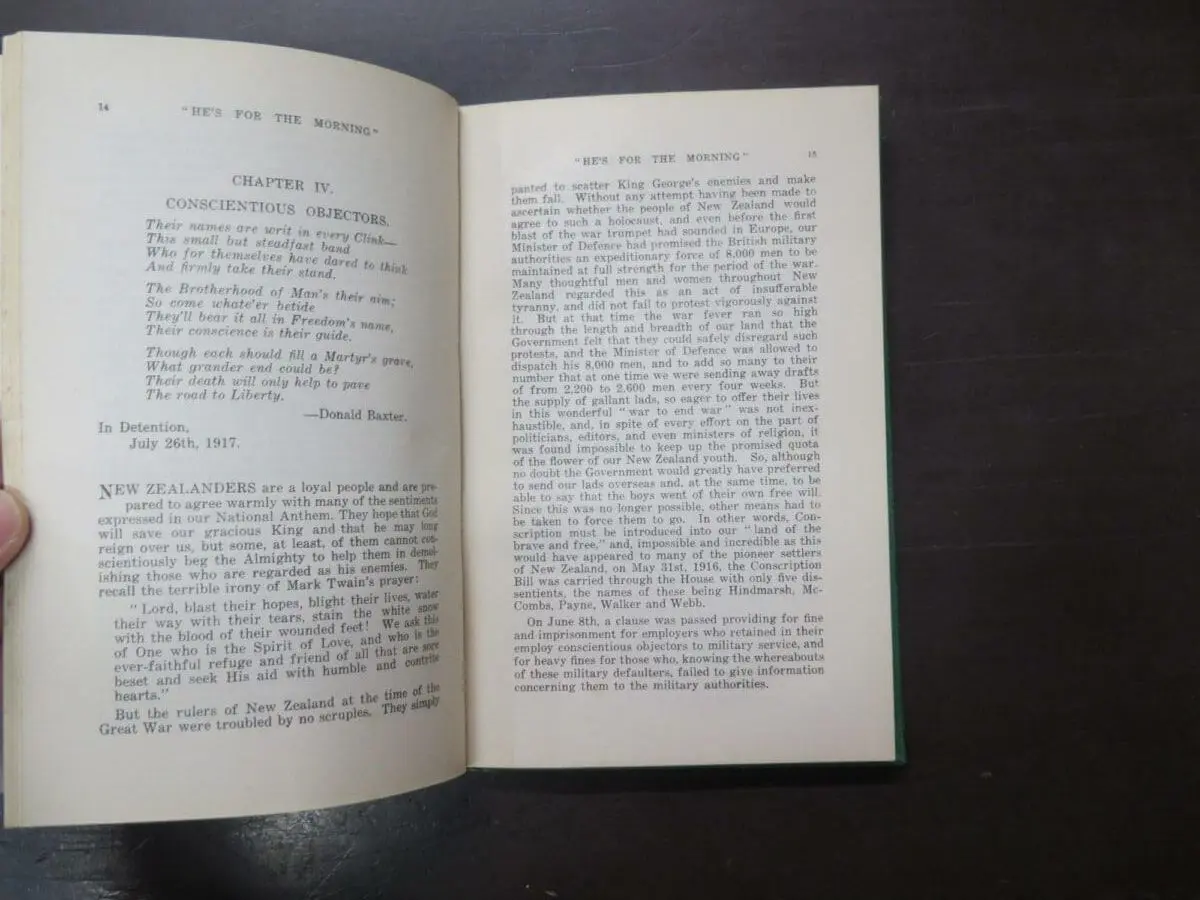 14
"HE'S FOR THE MORNING"
CHAPTER IV.
CONSCIENTIOUS OBJECTORS.
Their names are writ in every Clink—
This small but steadfast band
Who for themselves have dared to think
And firmly take their stand.
The Brotherhood of Man's their aim;
So come whate'er betide
They'll bear it all in Freedom's name,
Their conscience is their guide.
Though each should fill a Martyr's grave,
What grander end could be?
Their death will only help to pave
The road to Liberty.
—Donald Baxter.
In Detention,
July 26th, 1917.
NEW ZEALANDERS are a loyal people and are pre-
pared to agree warmly with many of the sentiments
expressed in our National Anthem. They hope that God
will save our gracious King and that he may long
reign over us, but some, at least, of them cannot con-
scientiously beg the Almighty to help them in demol-
ishing those who are regarded as his enemies. They
recall the terrible irony of Mark Twain's prayer:
"Lord, blast their hopes, blight their lives, water
their way with their tears, stain the white snow
with the blood of their wounded feet! We ask this
of One who is the Spirit of Love, and who is the
ever-faithful refuge and friend of all that are sore
beset and seek His aid with humble and contrite
hearts."
But the rulers of New Zealand at the time of the
Great War were troubled by no scruples. They simply
"HE'S FOR THE MORNING"
15
panted to scatter King George's enemies and make
them fall. Without any attempt having been made to
ascertain whether the people of New Zealand would
agree to such a holocaust, and even before the first
blast of the war trumpet had sounded in Europe, our
Minister of Defence had promised the British military
authorities an expeditionary force of 8,000 men to be
maintained at full strength for the period of the war.
Many thoughtful men and women throughout New
Zealand regarded this as an act of insufferable
tyranny, and did not fail to protest vigorously against
it. But at that time the war fever ran so high
through the length and breadth of our land that the
Government felt that they could safely disregard such
protests, and the Minister of Defence was allowed to
dispatch his 8,000 men, and to add so many to their
number that at one time we were sending away drafts
of from 2,200 to 2,600 men every four weeks. But
the supply of gallant lads, so eager to offer their lives
in this wonderful "war to end war" was not inex-
haustible, and, in spite of every effort on the part of
politicians, editors, and even ministers of religion, it
was found impossible to keep up the promised quota
of the flower of our New Zealand youth. So, although
no doubt the Government would greatly have preferred
to send our lads overseas and, at the same time, to be
able to say that the boys went of their own free will.
Since this was no longer possible, other means had to
be taken to force them to go. In other words, Con-
scription must be introduced into our "land of the
brave and free," and, impossible and incredible as this
would have appeared to many of the pioneer settlers
of New Zealand, on May 31st, 1916, the Conscription
Bill was carried through the House with only five dis-
sentients, the names of these being Hindmarsh, Mc-
Combs, Payne, Walker and Webb.
On June 8th, a clause was passed providing for fine
and imprisonment for employers who retained in their
employ conscientious objectors to military service, and
for heavy fines for those who, knowing the whereabouts
of these military defaulters, failed to give information
concerning them to the military authorities.